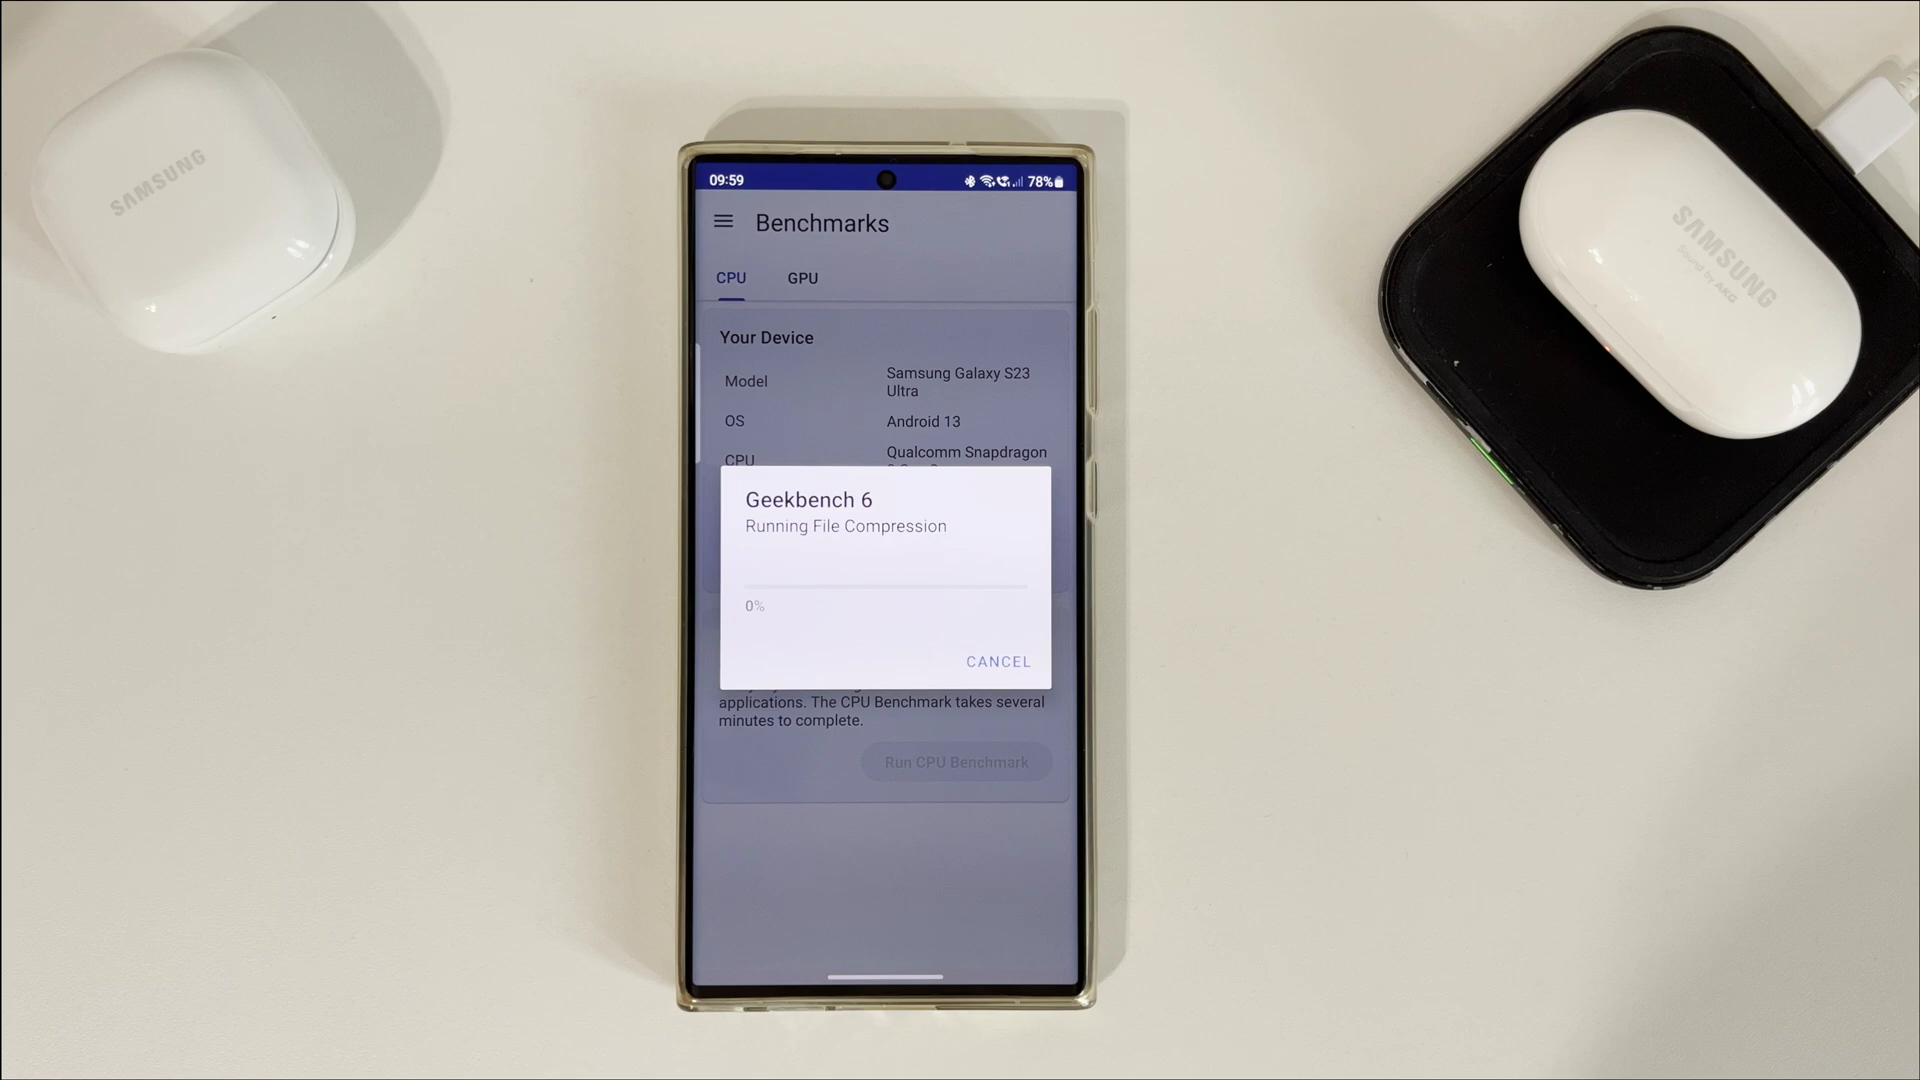 SAMSUNG
SAMSUNG
Sound by AKG
09:59
78%
Benchmarks
CPU GPU
Your Device
Model Samsung Galaxy S23
Ultra
OS Android 13
CPU Qualcomm Snapdragon
Geekbench 6
Running File Compression
0%
CANCEL
applications. The CPU Benchmark takes several
minutes to complete.
Run CPU Benchmark